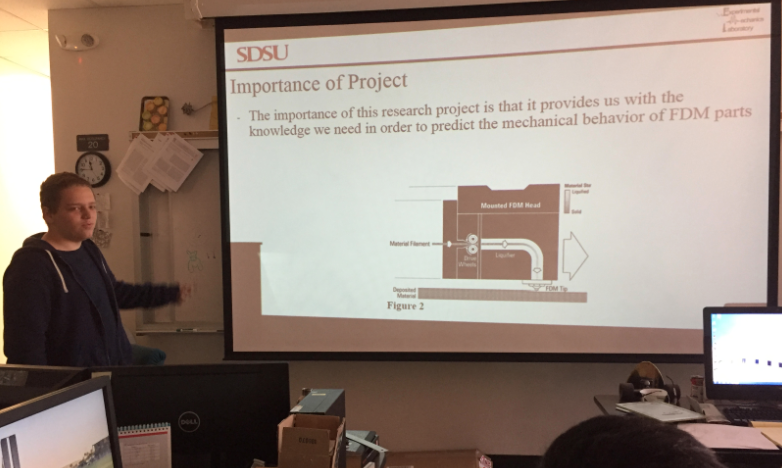 Experimental
Mechanics
Laboratory
SDSU
Importance of Project
· The importance of this research project is that it provides us with the
knowledge we need in order to predict the mechanical behavior of FDM parts
Material Bar
Liquified
Solid
Mounted FDM Head
Material Filament
Drive
Wheels
Liquifier
FDM Tip
Deposited
Material
Figure 2
20
DELL